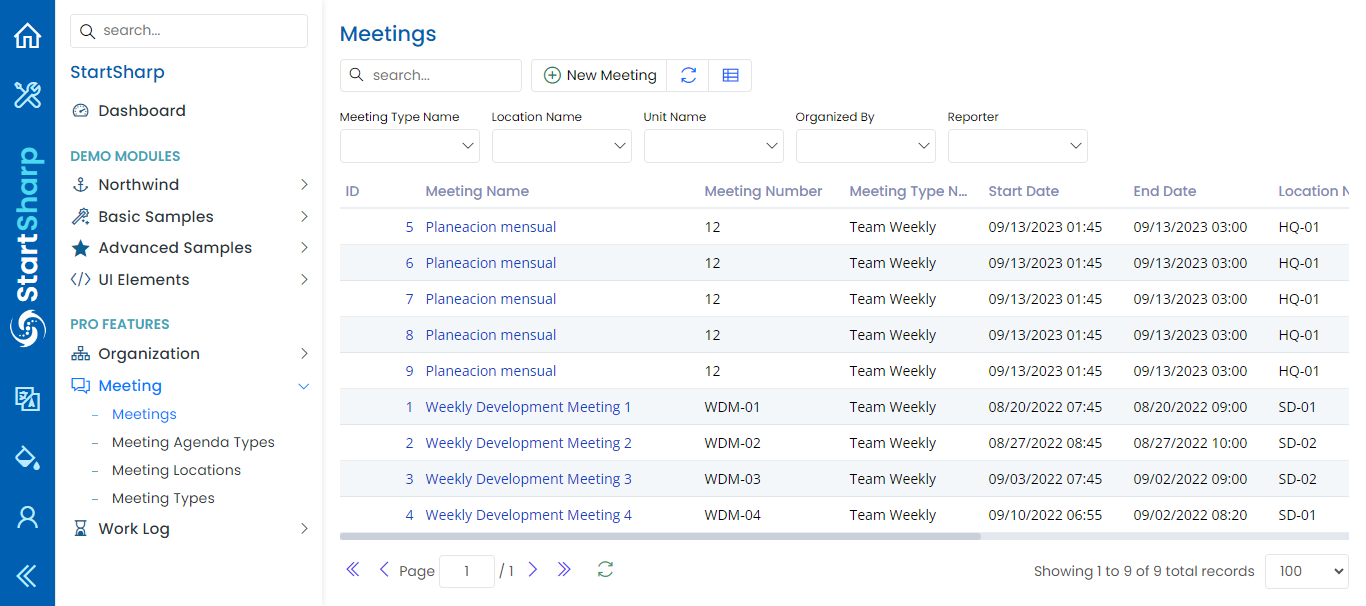 StartSharp
search...
StartSharp
Dashboard
DEMO MODULES
Northwind
Basic Samples
Advanced Samples
UI Elements
PRO FEATURES
Organization
Meeting
Meetings
Meeting Agenda Types
Meeting Locations
Meeting Types
Work Log
Meetings
search... New Meeting
Meeting Type Name Location Name Unit Name Organized By Reporter
ID Meeting Name Meeting Number Meeting Type N... Start Date End Date Location N
5 Planeacion mensual 12 Team Weekly 09/13/2023 01:45 09/13/2023 03:00 HQ-01
6 Planeacion mensual 12 Team Weekly 09/13/2023 01:45 09/13/2023 03:00 HQ-01
7 Planeacion mensual 12 Team Weekly 09/13/2023 01:45 09/13/2023 03:00 HQ-01
8 Planeacion mensual 12 Team Weekly 09/13/2023 01:45 09/13/2023 03:00 HQ-01
9 Planeacion mensual 12 Team Weekly 09/13/2023 01:45 09/13/2023 03:00 HQ-01
1 Weekly Development Meeting 1 WDM-01 Team Weekly 08/20/2022 07:45 08/20/2022 09:00 SD-01
2 Weekly Development Meeting 2 WDM-02 Team Weekly 08/27/2022 08:45 08/27/2022 10:00 SD-02
3 Weekly Development Meeting 3 WDM-03 Team Weekly 09/03/2022 07:45 09/02/2022 09:00 SD-02
4 Weekly Development Meeting 4 WDM-04 Team Weekly 09/10/2022 06:55 09/02/2022 08:20 SD-01
Page 1 / 1 Showing 1 to 9 of 9 total records 100